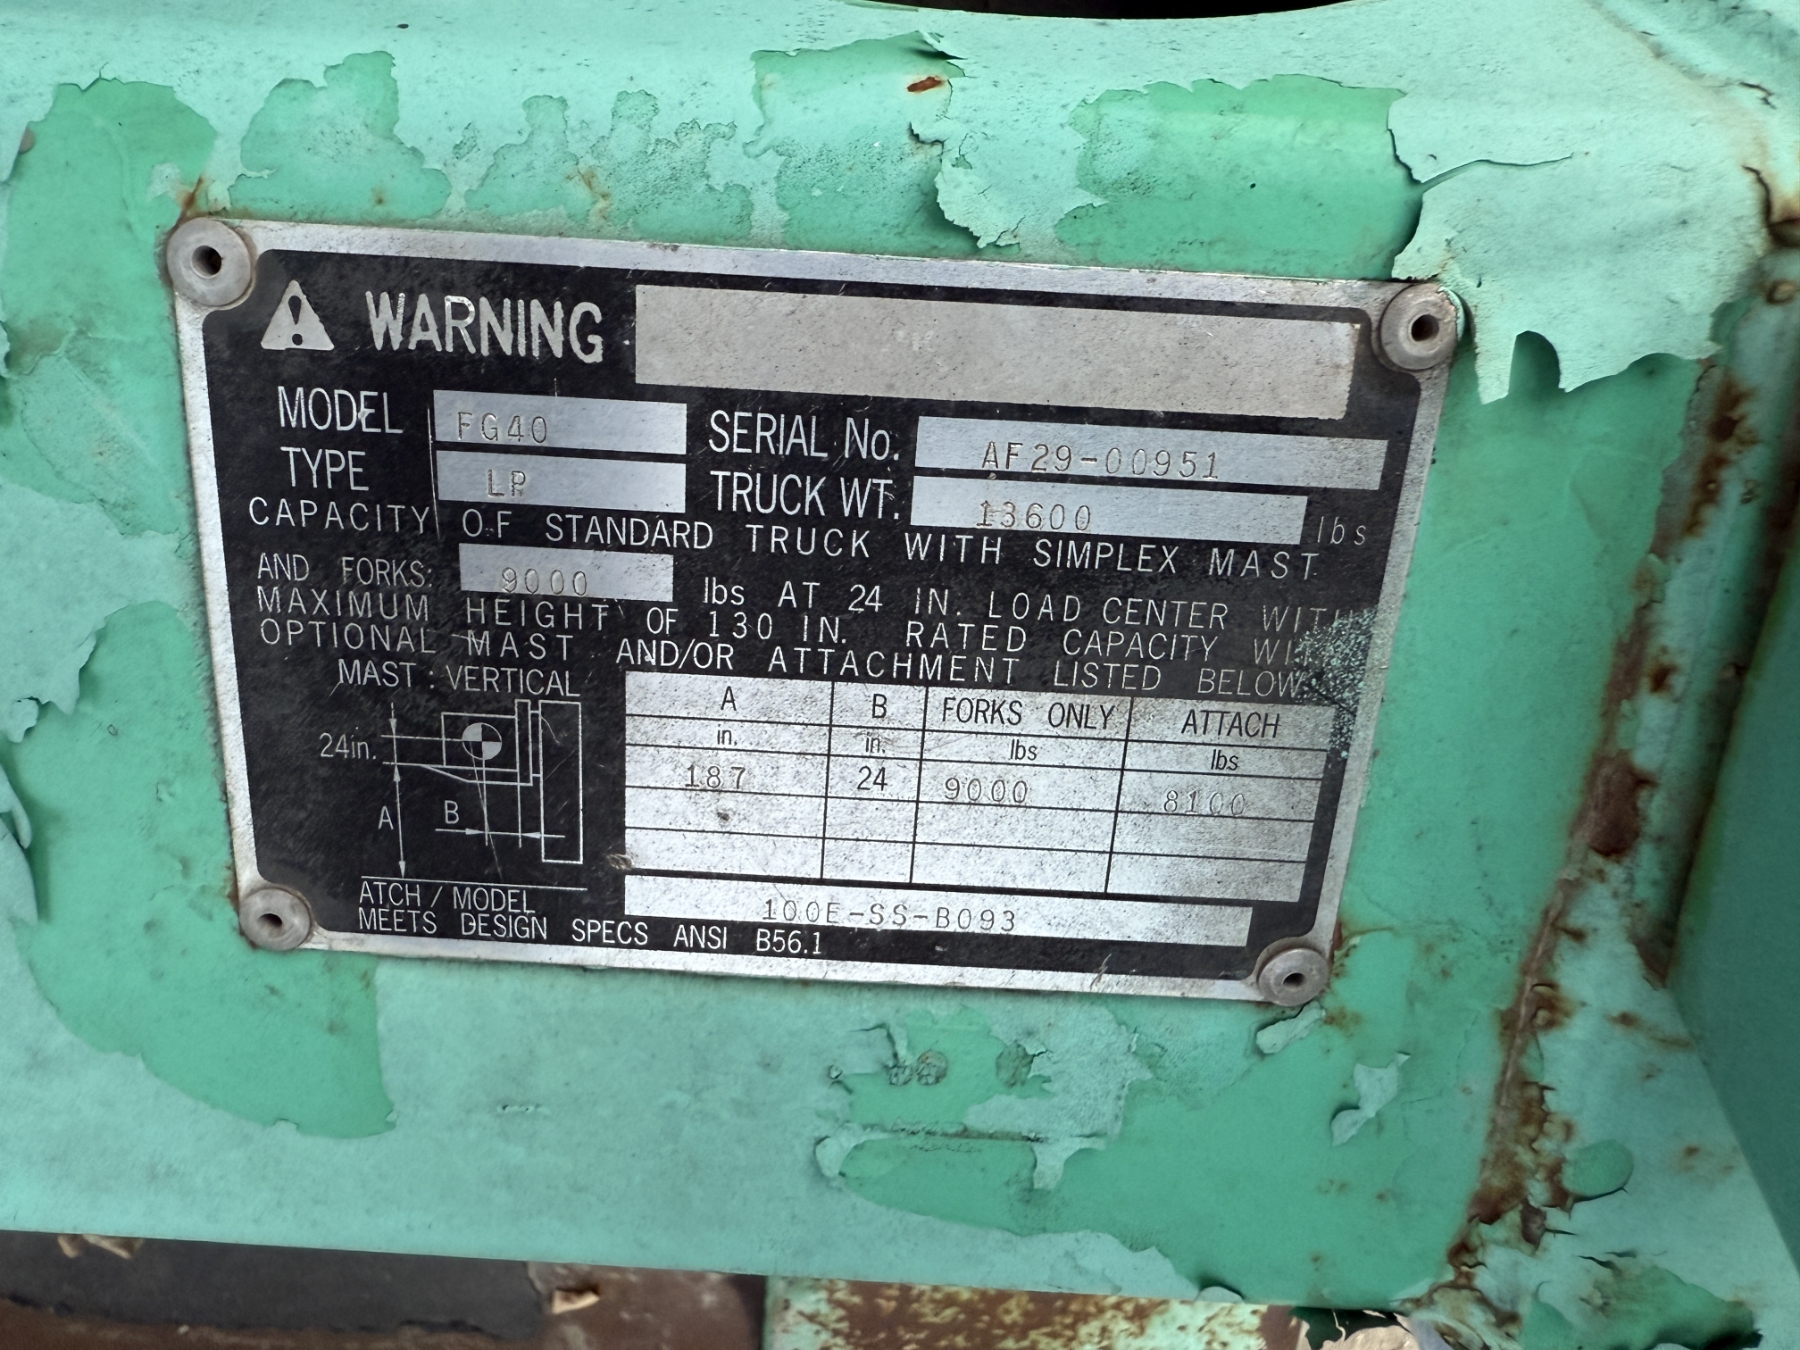 WARNING
MODEL FG40 SERIAL No. AF29-00951
TYPE LP TRUCK WT. 13600 lbs
CAPACITY OF STANDARD TRUCK WITH SIMPLEX MAST
AND FORKS: 9000 lbs AT 24 IN. LOAD CENTER WITH
MAXIMUM HEIGHT OF 130 IN. RATED CAPACITY WITH
OPTIONAL MAST AND/OR ATTACHMENT LISTED BELOW.
MAST : VERTICAL
24in.
A
B
A B FORKS ONLY ATTACH
in. in. lbs lbs
187 24 9000 8100
ATCH / MODEL 100E-SS-B093
MEETS DESIGN SPECS ANSI B56.1